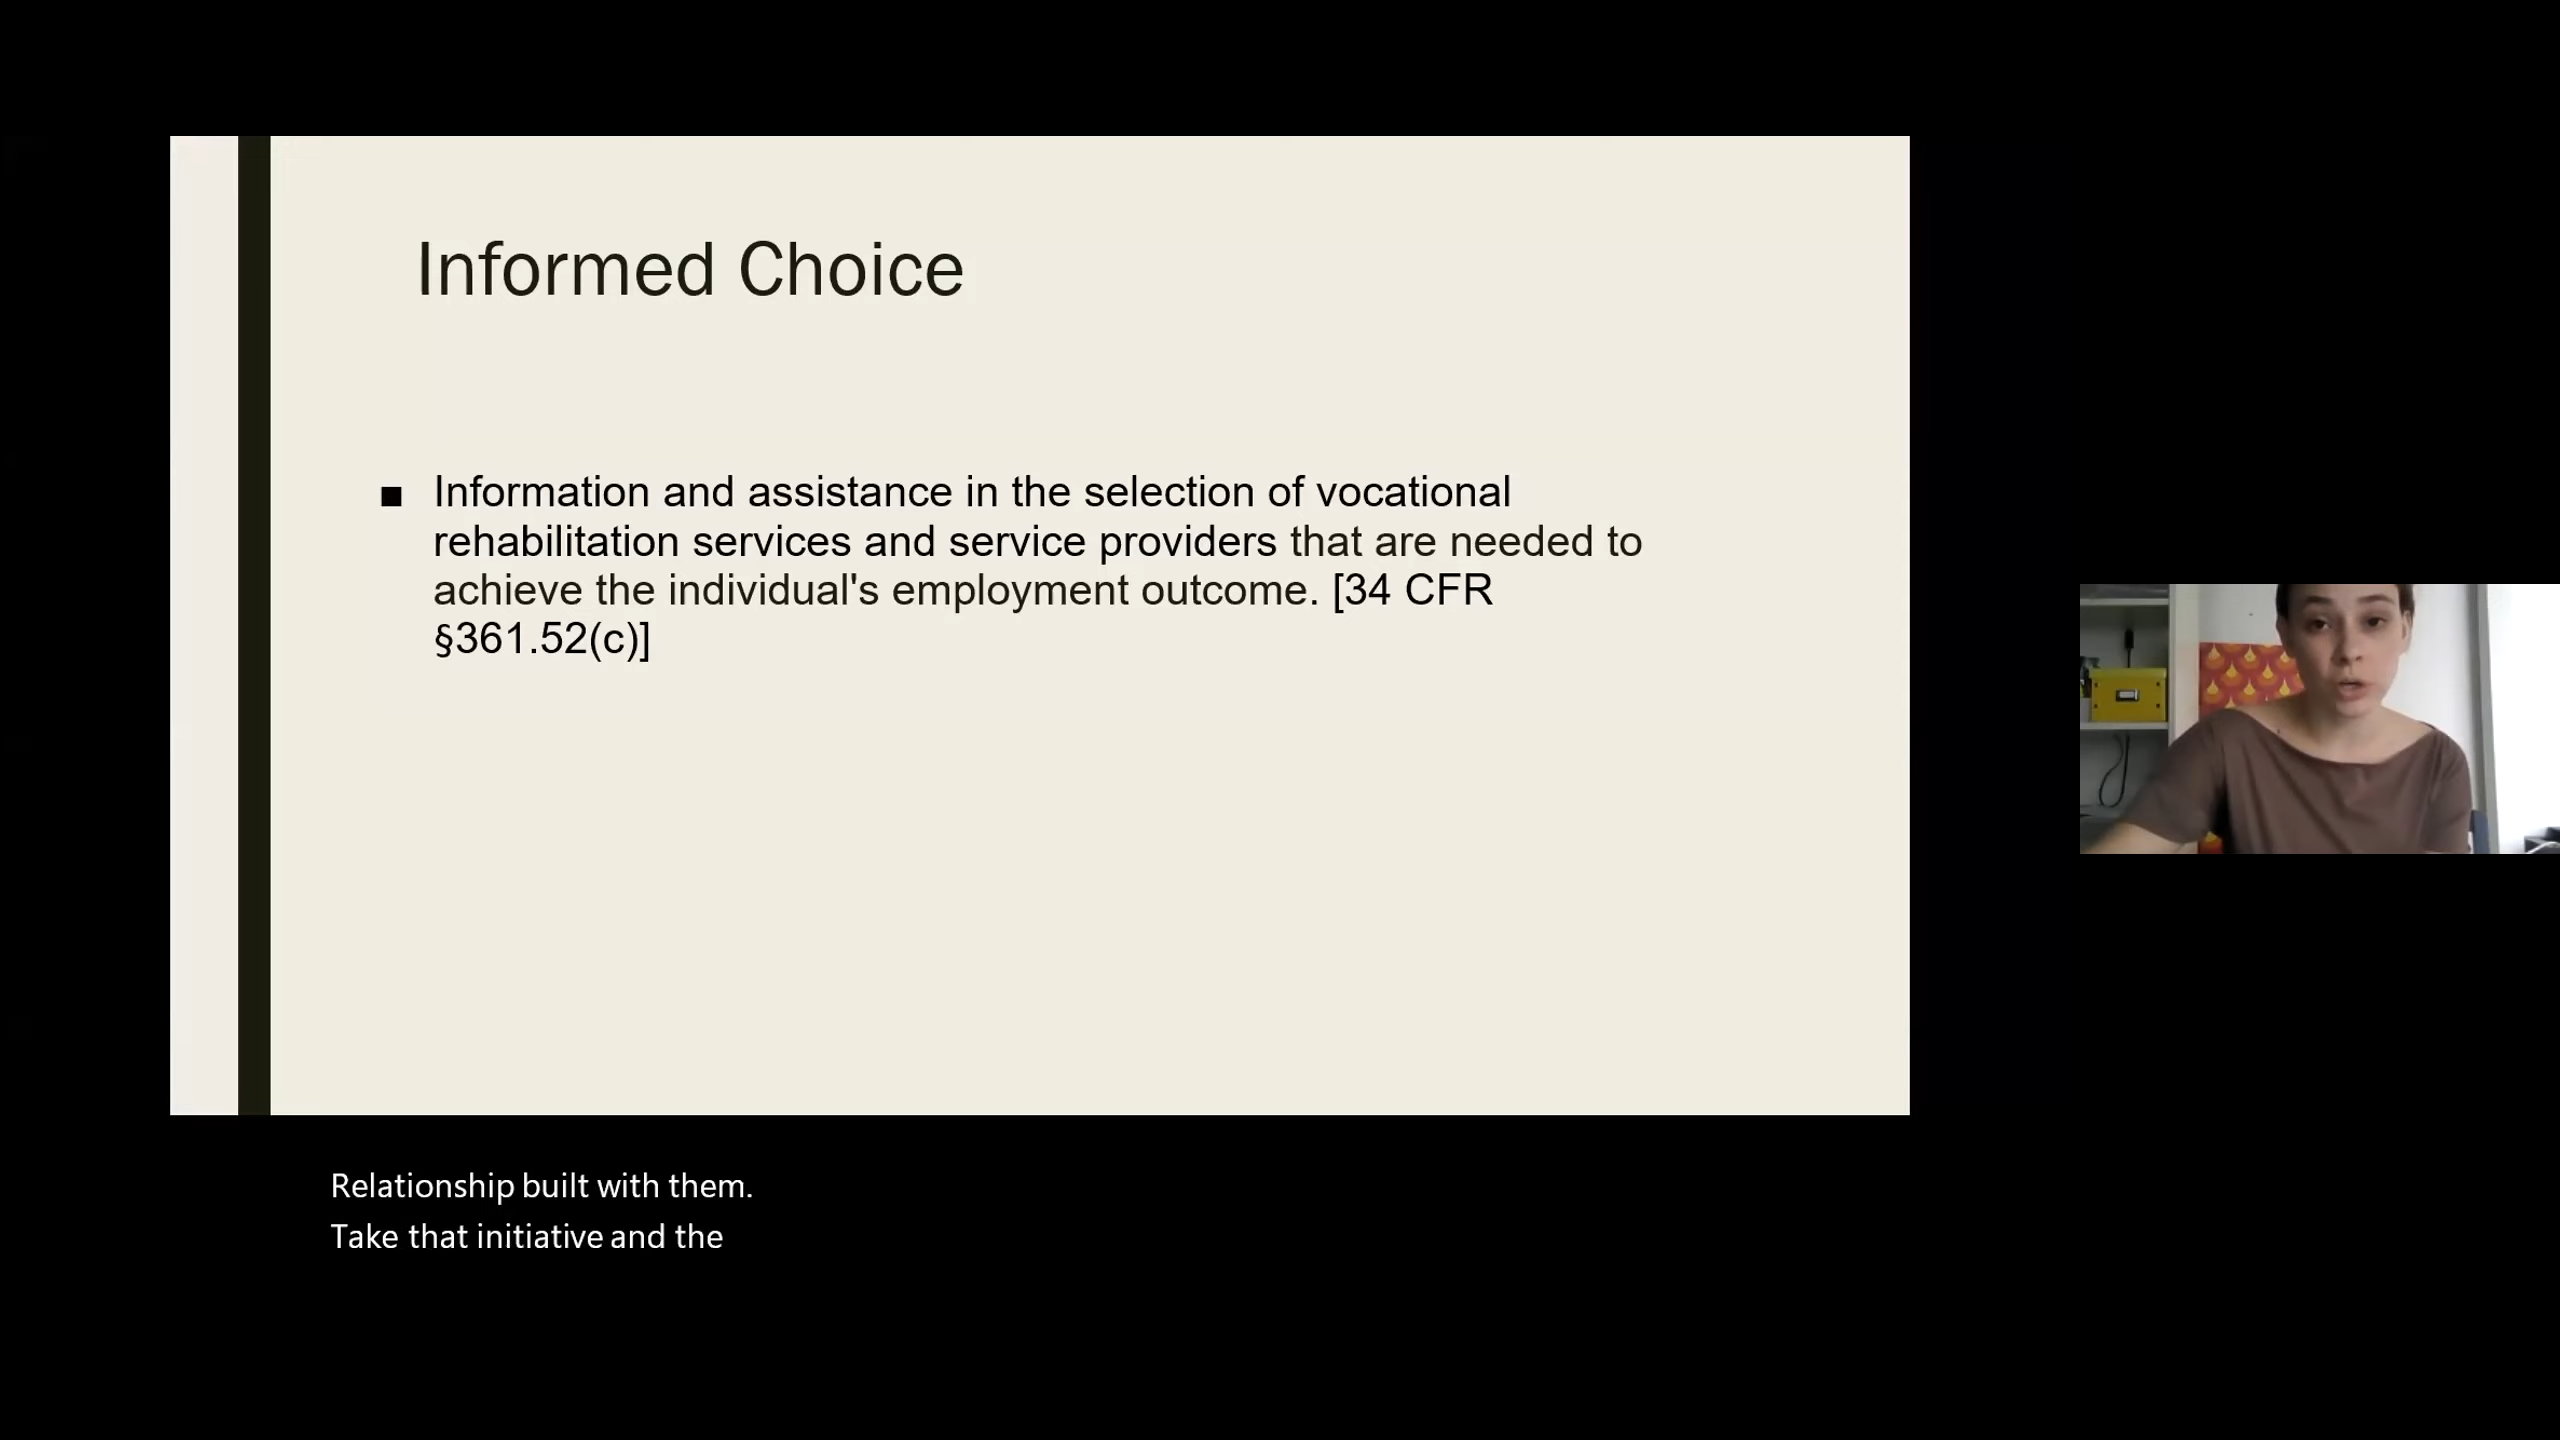 Informed Choice
■ Information and assistance in the selection of vocational
rehabilitation services and service providers that are needed to
achieve the individual's employment outcome. [34 CFR
§361.52(c)]
Relationship built with them.
Take that initiative and the